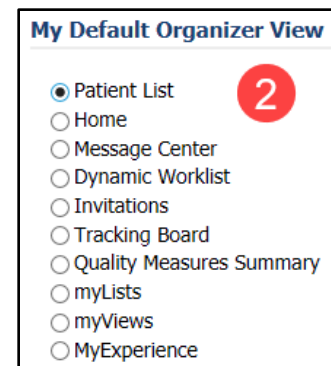 My Default Organizer View
Patient List
2
Home
Message Center
Dynamic Worklist
Invitations
Tracking Board
Quality Measures Summary
myLists
myViews
MyExperience